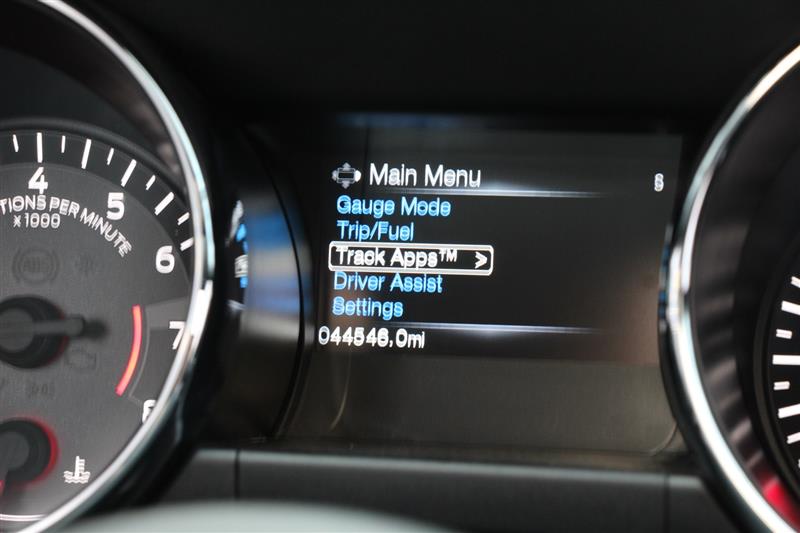 Main Menu
Gauge Mode
Trip/Fuel
Track Apps™ >
Driver Assist
Settings
044546.0mi
4
5
6
7
8
TIONS PER MINUTE
x1000